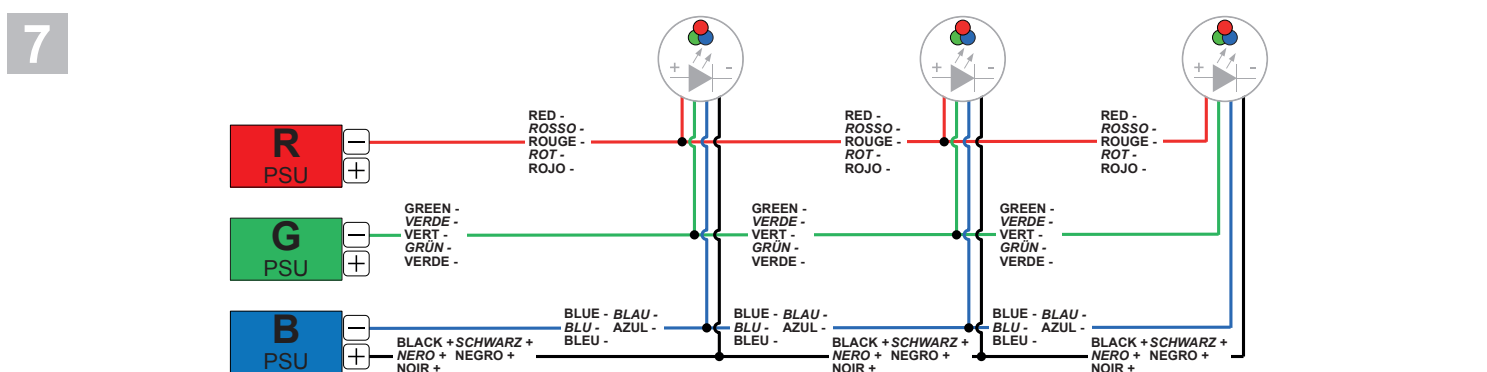 7
+ -
+ -
+ -
R
PSU
−
+
RED -
ROSSO -
ROUGE -
ROT -
ROJO -
RED -
ROSSO -
ROUGE -
ROT -
ROJO -
RED -
ROSSO -
ROUGE -
ROT -
ROJO -
G
PSU
−
+
GREEN -
VERDE -
VERT -
GRÜN -
VERDE -
GREEN -
VERDE -
VERT -
GRÜN -
VERDE -
GREEN -
VERDE -
VERT -
GRÜN -
VERDE -
B
PSU
−
+
BLUE - BLAU -
BLU - AZUL -
BLEU -
BLUE - BLAU -
BLU - AZUL -
BLEU -
BLUE - BLAU -
BLU - AZUL -
BLEU -
BLACK + SCHWARZ +
NERO + NEGRO +
NOIR +
BLACK + SCHWARZ +
NERO + NEGRO +
NOIR +
BLACK + SCHWARZ +
NERO + NEGRO +
NOIR +